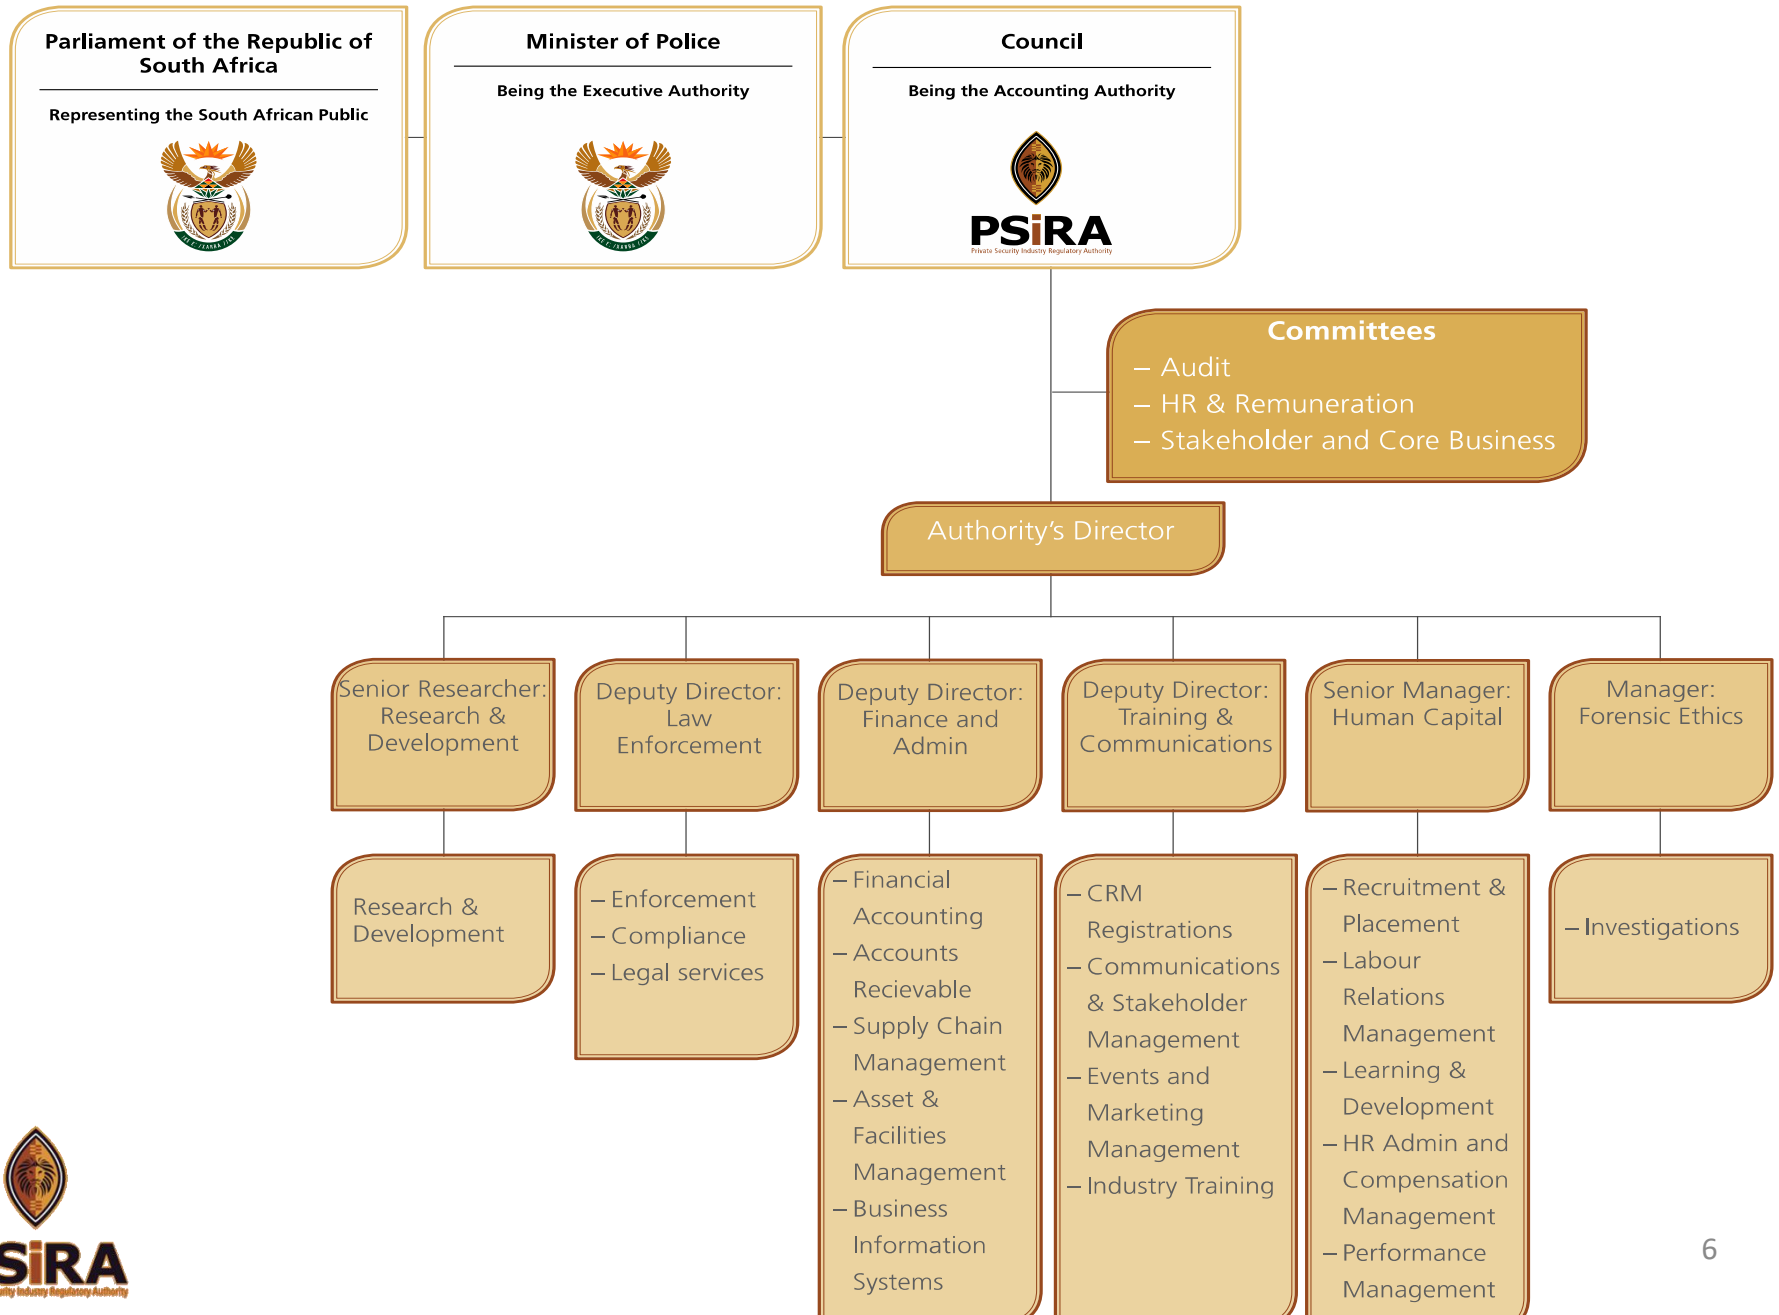 Parliament of the Republic of
South Africa
Representing the South African Public
Minister of Police
Being the Executive Authority
Council
Being the Accounting Authority
PSiRA
Private Security Industry Regulatory Authority
Committees
– Audit
– HR & Remuneration
– Stakeholder and Core Business
Authority’s Director
Senior Researcher:
Research &
Development
Deputy Director:
Law
Enforcement
Deputy Director:
Finance and
Admin
Deputy Director:
Training &
Communications
Senior Manager:
Human Capital
Manager:
Forensic Ethics
Research &
Development
– Enforcement
– Compliance
– Legal services
– Financial
Accounting
– Accounts
Recievable
– Supply Chain
Management
– Asset &
Facilities
Management
– Business
Information
Systems
– CRM
Registrations
– Communications
& Stakeholder
Management
– Events and
Marketing
Management
– Industry Training
– Recruitment &
Placement
– Labour
Relations
Management
– Learning &
Development
– HR Admin and
Compensation
Management
– Performance
Management
– Investigations
SiRA
Industry Regulatory Authority
6